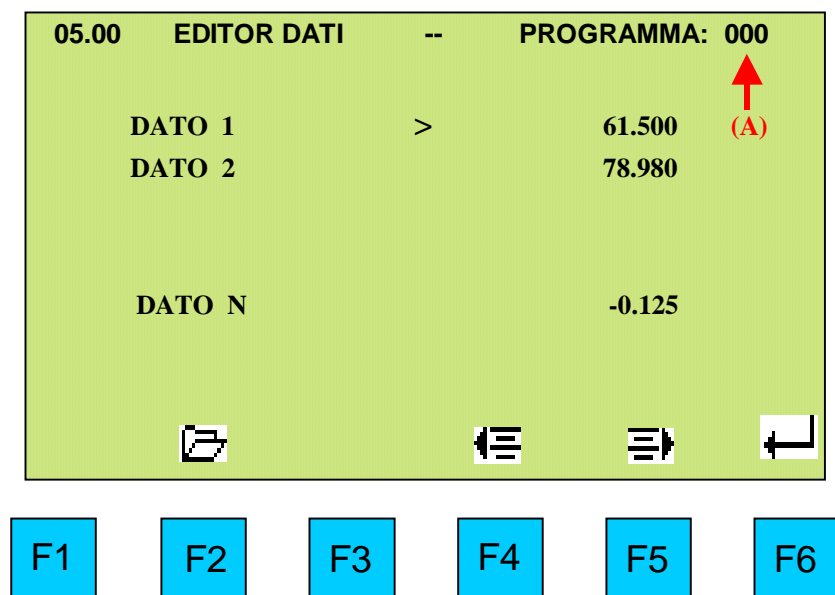 05.00 EDITOR DATI -- PROGRAMMA: 000
DATO 1 > 61.500 (A)
DATO 2 78.980
DATO N -0.125
F1 F2 F3 F4 F5 F6